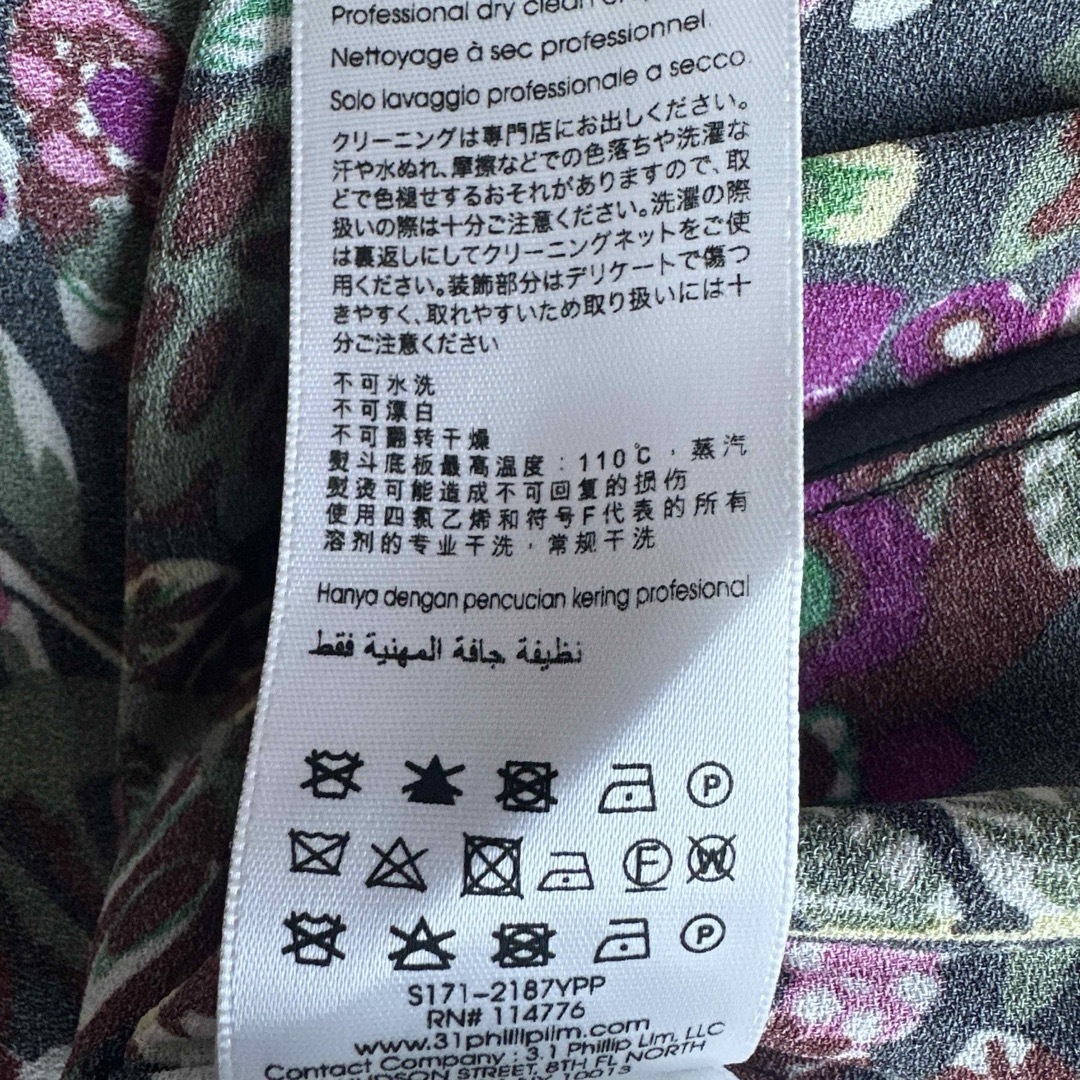 Professional dry clean
Nettoyage à sec professionnel.
Solo lavaggio professionale a secco.
クリーニングは専門店にお出しください。
汗や水ぬれ、摩擦などでの色落ちや洗濯な
どで色褪せするおそれがありますので、取
扱いの際は十分ご注意ください。洗濯の際
は裏返しにしてクリーニングネットをご使
用ください。装飾部分はデリケートで傷つ
きやすく、取れやすいため取り扱いには十
分ご注意ください
不可水洗
不可漂白
不可翻转干燥
熨斗底板最高温度：110℃，蒸汽
熨烫可能造成不可回复的损伤
使用四氯乙烯和符号F代表的所有
溶剂的专业干洗，常规干洗
Hanya dengan pencucian kering profesional
نظيفة جافة المهنية فقط
P
F W
P
S171-2187YPP
RN# 114776
www.31philliplim.com
Contact Company : 3.1 Phillip Lim, LLC
HUDSON STREET, 8TH FL NORTH
NY 10013